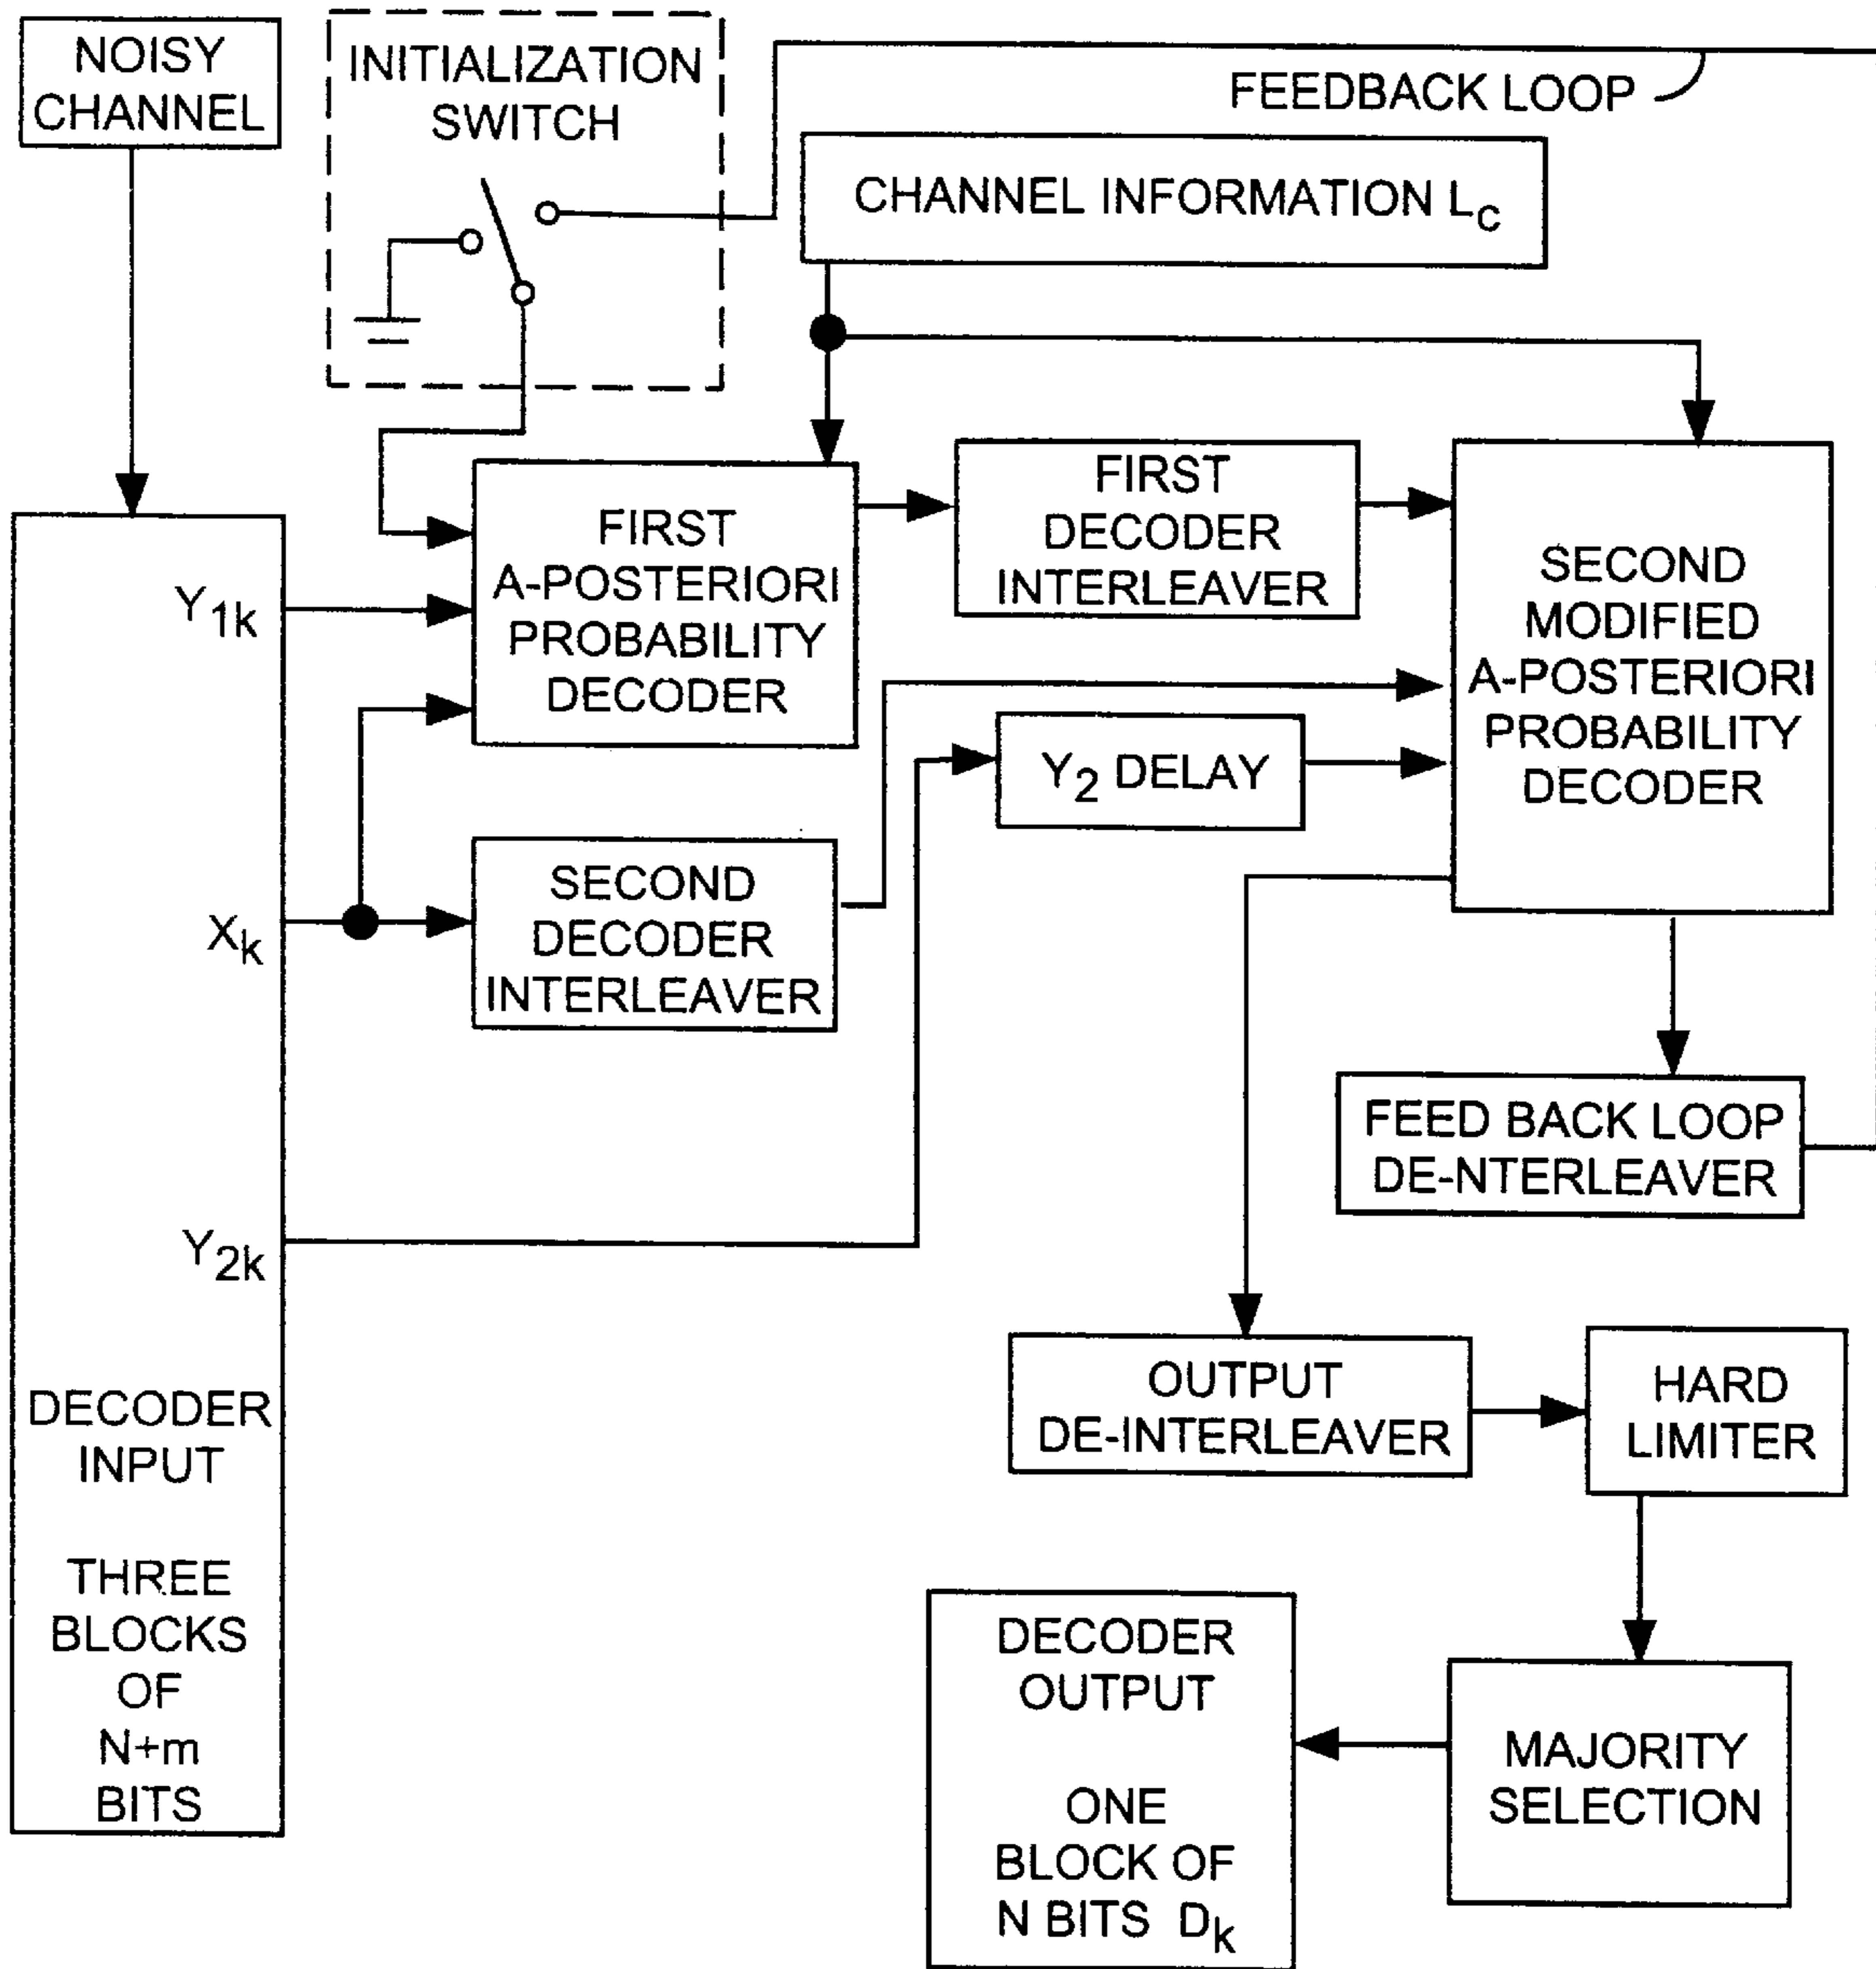 NOISY
CHANNEL
INITIALIZATION
SWITCH
FEEDBACK LOOP
CHANNEL INFORMATION LC
FIRST
A-POSTERIORI
PROBABILITY
DECODER
FIRST
DECODER
INTERLEAVER
SECOND
MODIFIED
A-POSTERIORI
PROBABILITY
DECODER
Y1k
Y2 DELAY
SECOND
DECODER
INTERLEAVER
Xk
FEED BACK LOOP
DE-NTERLEAVER
Y2k
OUTPUT
DE-INTERLEAVER
HARD
LIMITER
DECODER
INPUT
THREE
BLOCKS
OF
N+m
BITS
DECODER
OUTPUT
ONE
BLOCK OF
N BITS Dk
MAJORITY
SELECTION